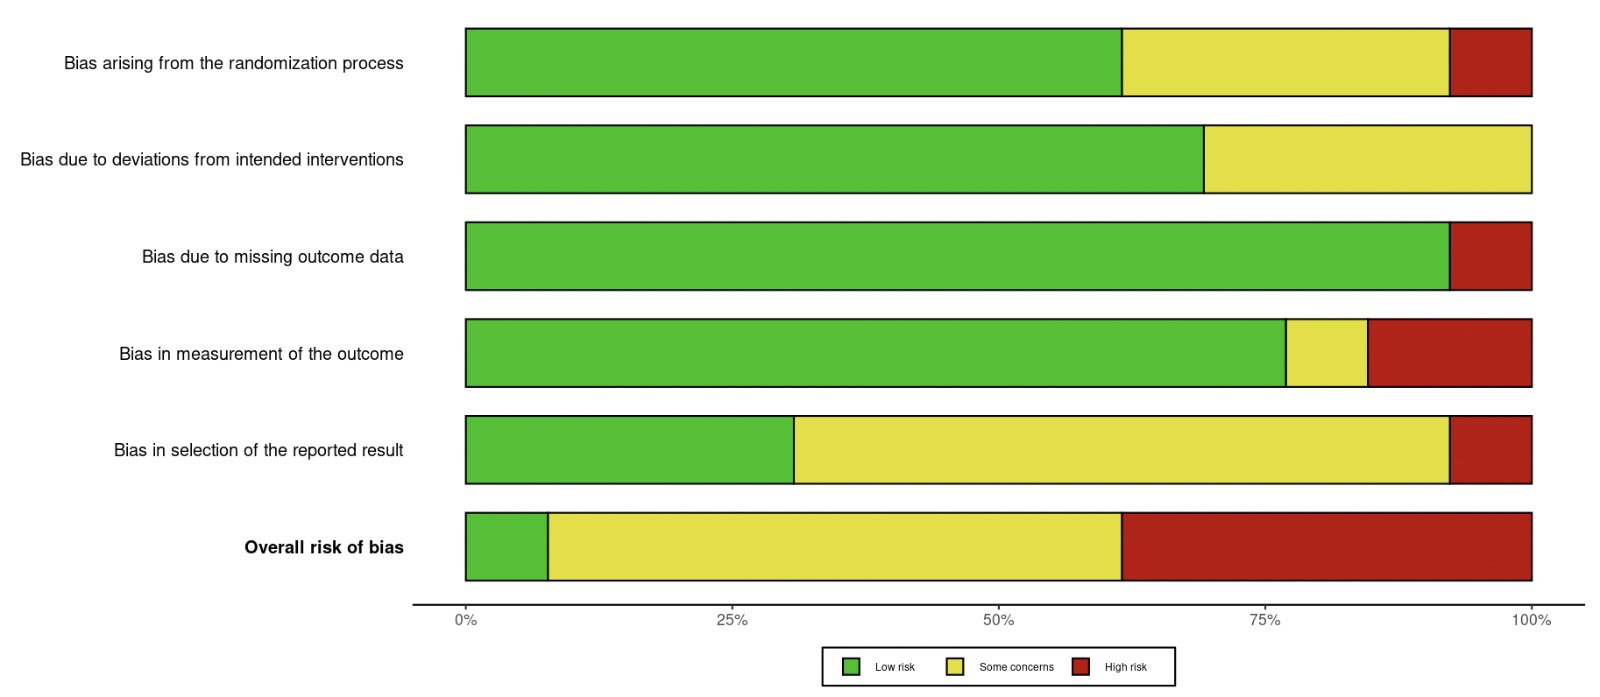 Bias arising from the randomization process
Bias due to deviations from intended interventions
Bias due to missing outcome data
Bias in measurement of the outcome
Bias in selection of the reported result
Overall risk of bias
0% 25% 50% 75% 100%
Low risk Some concerns High risk